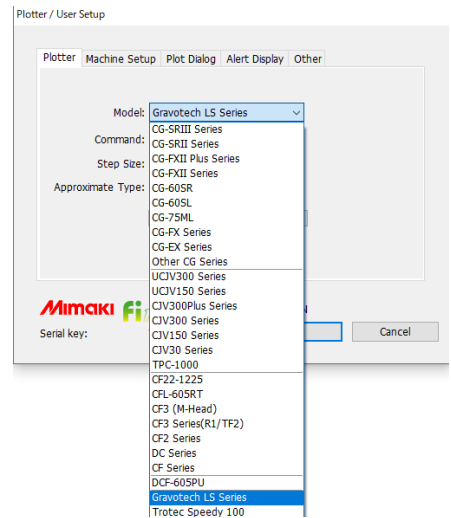 Plotter / User Setup
Plotter Machine Setup Plot Dialog Alert Display Other
Model: Gravotech LS Series
Command:
Step Size:
Approximate Type:
CG-SRIII Series
CG-SRII Series
CG-FXII Plus Series
CG-FXII Series
CG-60SR
CG-60SL
CG-75ML
CG-FX Series
CG-EX Series
Other CG Series
UCJV300 Series
UCJV150 Series
CJV300Plus Series
CJV300 Series
CJV150 Series
CJV30 Series
TPC-1000
CF22-1225
CFL-605RT
CF3 (M-Head)
CF3 Series(R1/TF2)
CF2 Series
DC Series
CF Series
DCF-605PU
Gravotech LS Series
Trotec Speedy 100
Mimaki
Serial key:
Cancel